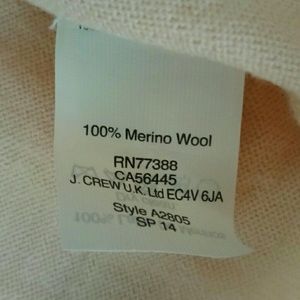 100% Merino Wool
RN77388
CA56445
J. CREW U.K. Ltd EC4V 6JA
Style A2805
SP 14